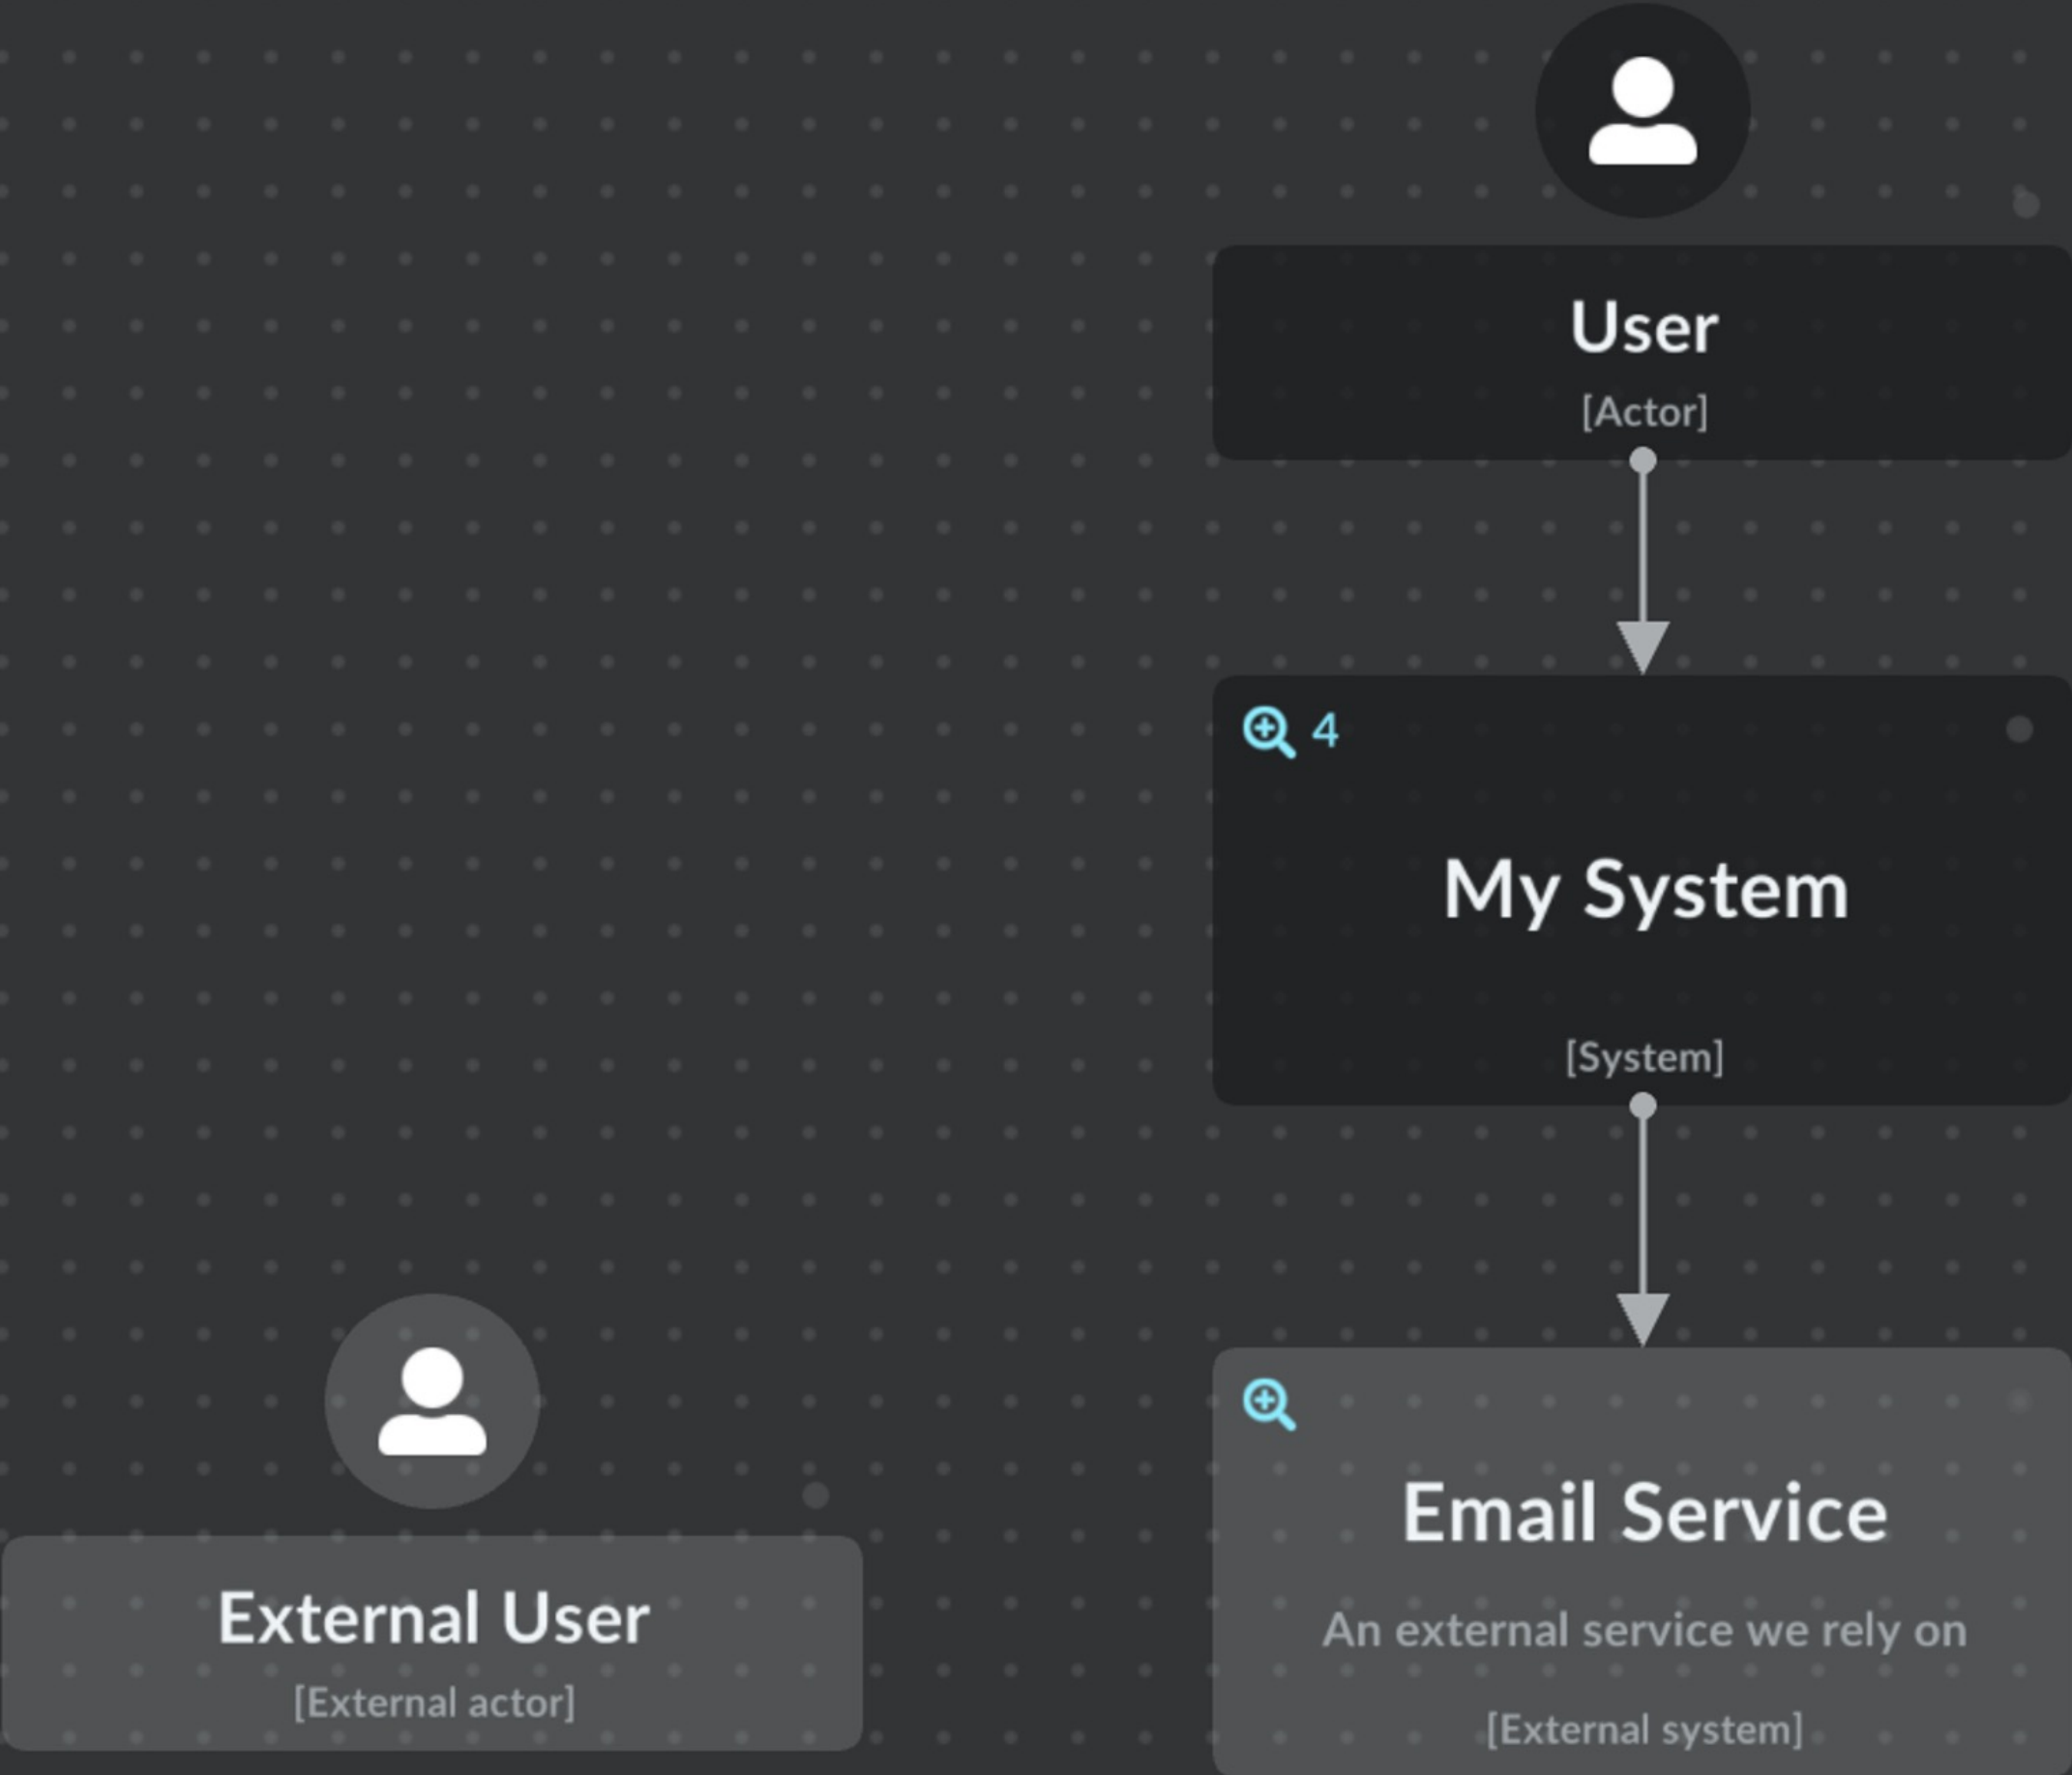 User
[Actor]
4
My System
[System]
Email Service
An external service we rely on
[External system]
External User
[External actor]